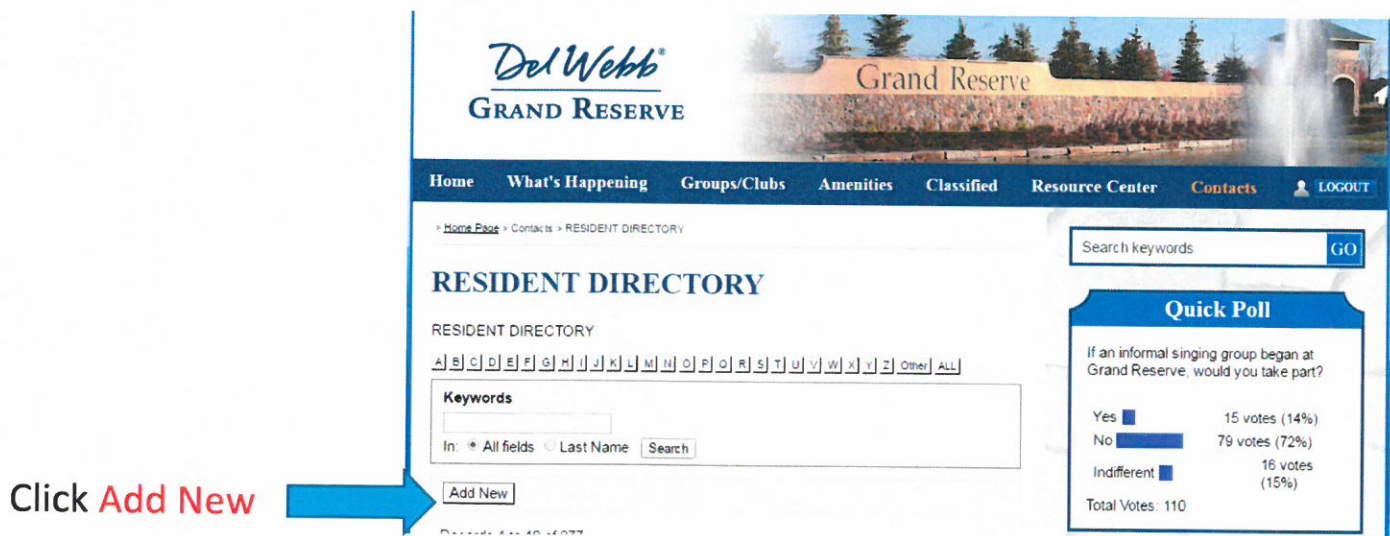 Del Webb®
GRAND RESERVE
Grand Reserve
Home What's Happening Groups/Clubs Amenities Classified Resource Center Contacts LOGOUT
> Home Page > Contacts > RESIDENT DIRECTORY
Search keywords GO
RESIDENT DIRECTORY
RESIDENT DIRECTORY
A B C D E F G H I J K L M N O P Q R S T U V W X Y Z Other ALL
Keywords
In: All fields Last Name Search
Add New
Quick Poll
If an informal singing group began at
Grand Reserve, would you take part?
Yes 15 votes (14%)
No 79 votes (72%)
Indifferent 16 votes
(15%)
Total Votes: 110
Click Add New